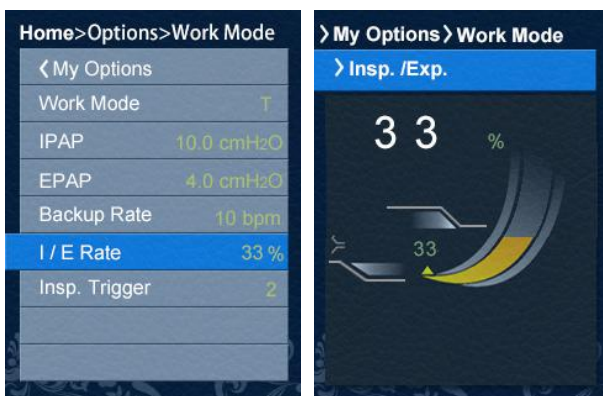 Home>Options>Work Mode
‹ My Options
Work Mode T
IPAP 10.0 cmH2O
EPAP 4.0 cmH2O
Backup Rate 10 bpm
I / E Rate 33 %
Insp. Trigger 2
› My Options › Work Mode
› Insp. /Exp.
3 3 %
33